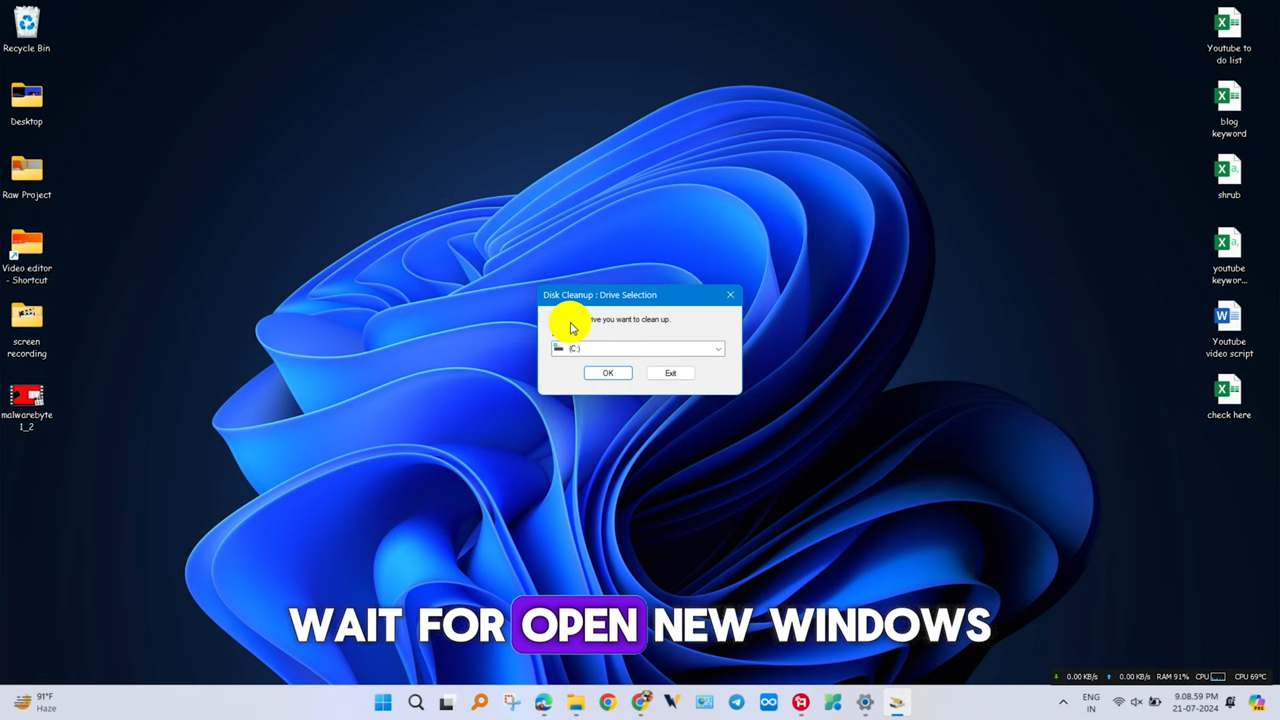 Recycle Bin
Desktop
Raw Project
Video editor
- Shortcut
screen
recording
malwarebyte
1_2
Youtube to
do list
blog
keyword
shrub
youtube
keywor...
Youtube
video script
check here
Disk Cleanup : Drive Selection
ive you want to clean up.
(C:)
OK
Exit
WAIT FOR OPEN NEW WINDOWS
0.00 KB/s
0.00 KB/s
RAM 91%
CPU
CPU 69°C
91°F
Haze
ENG
IN
9.08.59 PM
21-07-2024